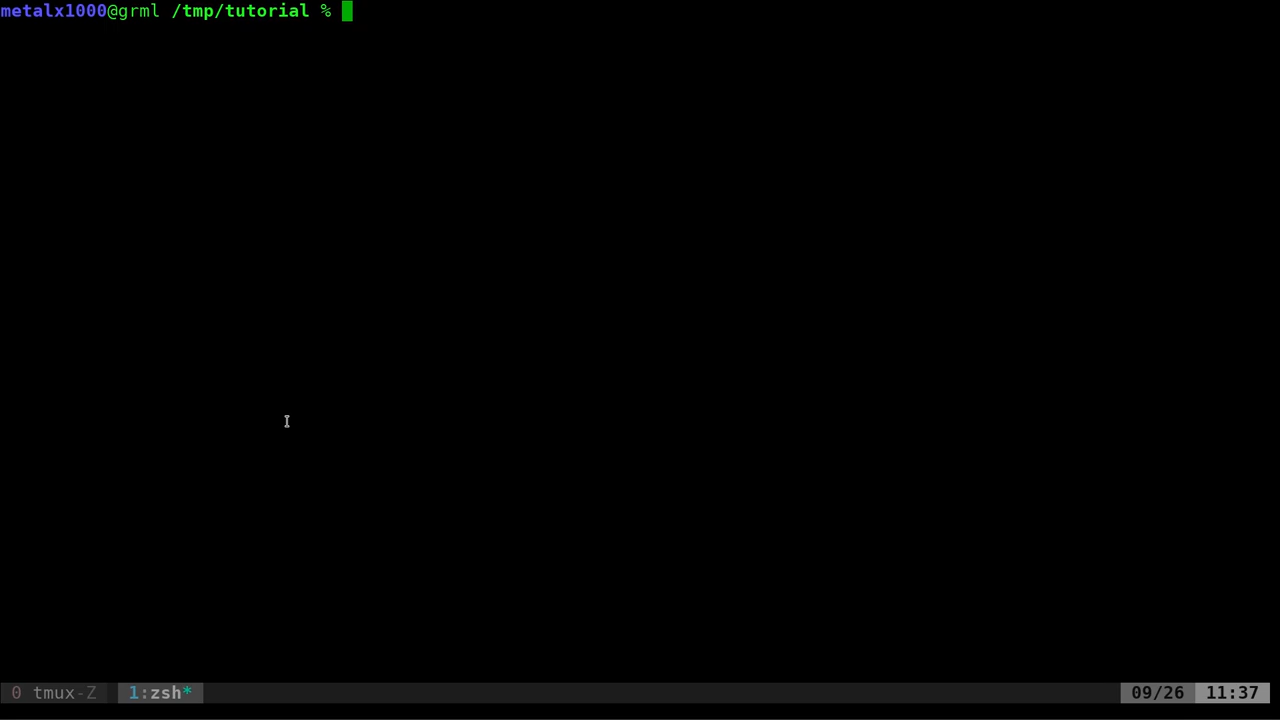 metalx1000@grml /tmp/tutorial %
0 tmux-Z 1:zsh* 09/26 11:37